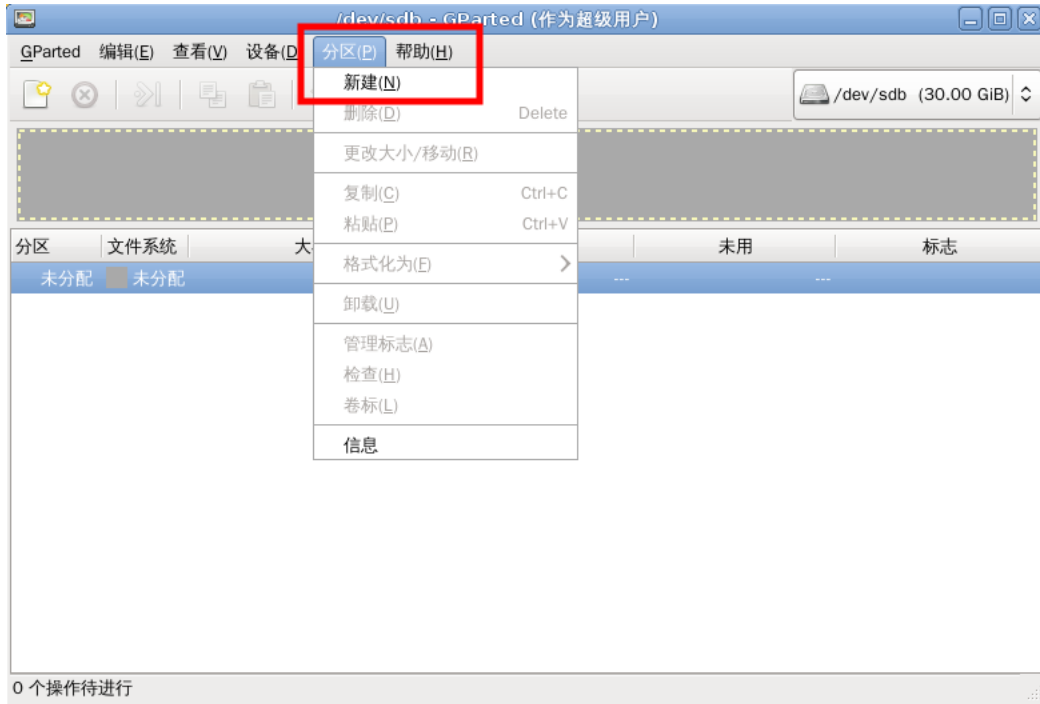 /dev/sdb - GParted (作为超级用户)
GParted 编辑(E) 查看(V) 设备(D 分区(P) 帮助(H)
新建(N)
/dev/sdb (30.00 GiB)
删除(D) Delete
更改大小/移动(R)
复制(C) Ctrl+C
粘贴(P) Ctrl+V
分区 文件系统 大 未用 标志
格式化为(F)
未分配 未分配 --- ---
卸载(U)
管理标志(A)
检查(H)
卷标(L)
信息
0 个操作待进行